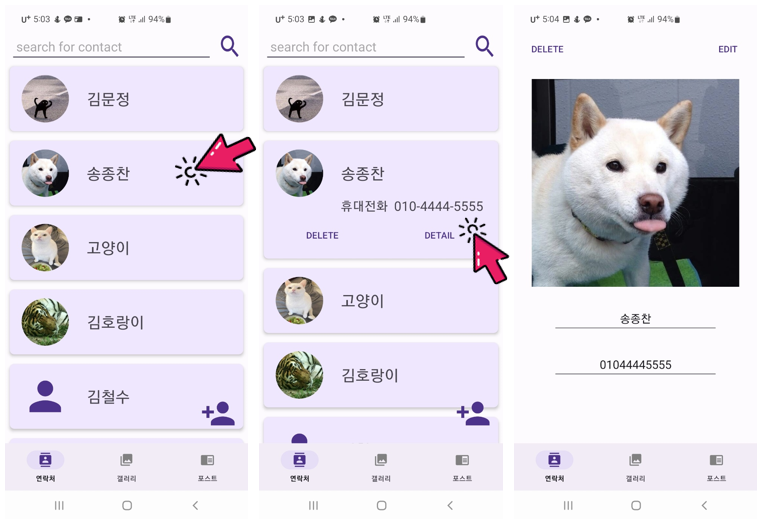 U⁺ 5:03 94%
search for contact
김문정
송종찬
고양이
김호랑이
김철수
연락처 갤러리 포스트
U⁺ 5:03 94%
search for contact
김문정
송종찬
휴대전화 010-4444-5555
DELETE DETAIL
고양이
김호랑이
연락처 갤러리 포스트
U⁺ 5:04 94%
DELETE EDIT
송종찬
01044445555
연락처 갤러리 포스트